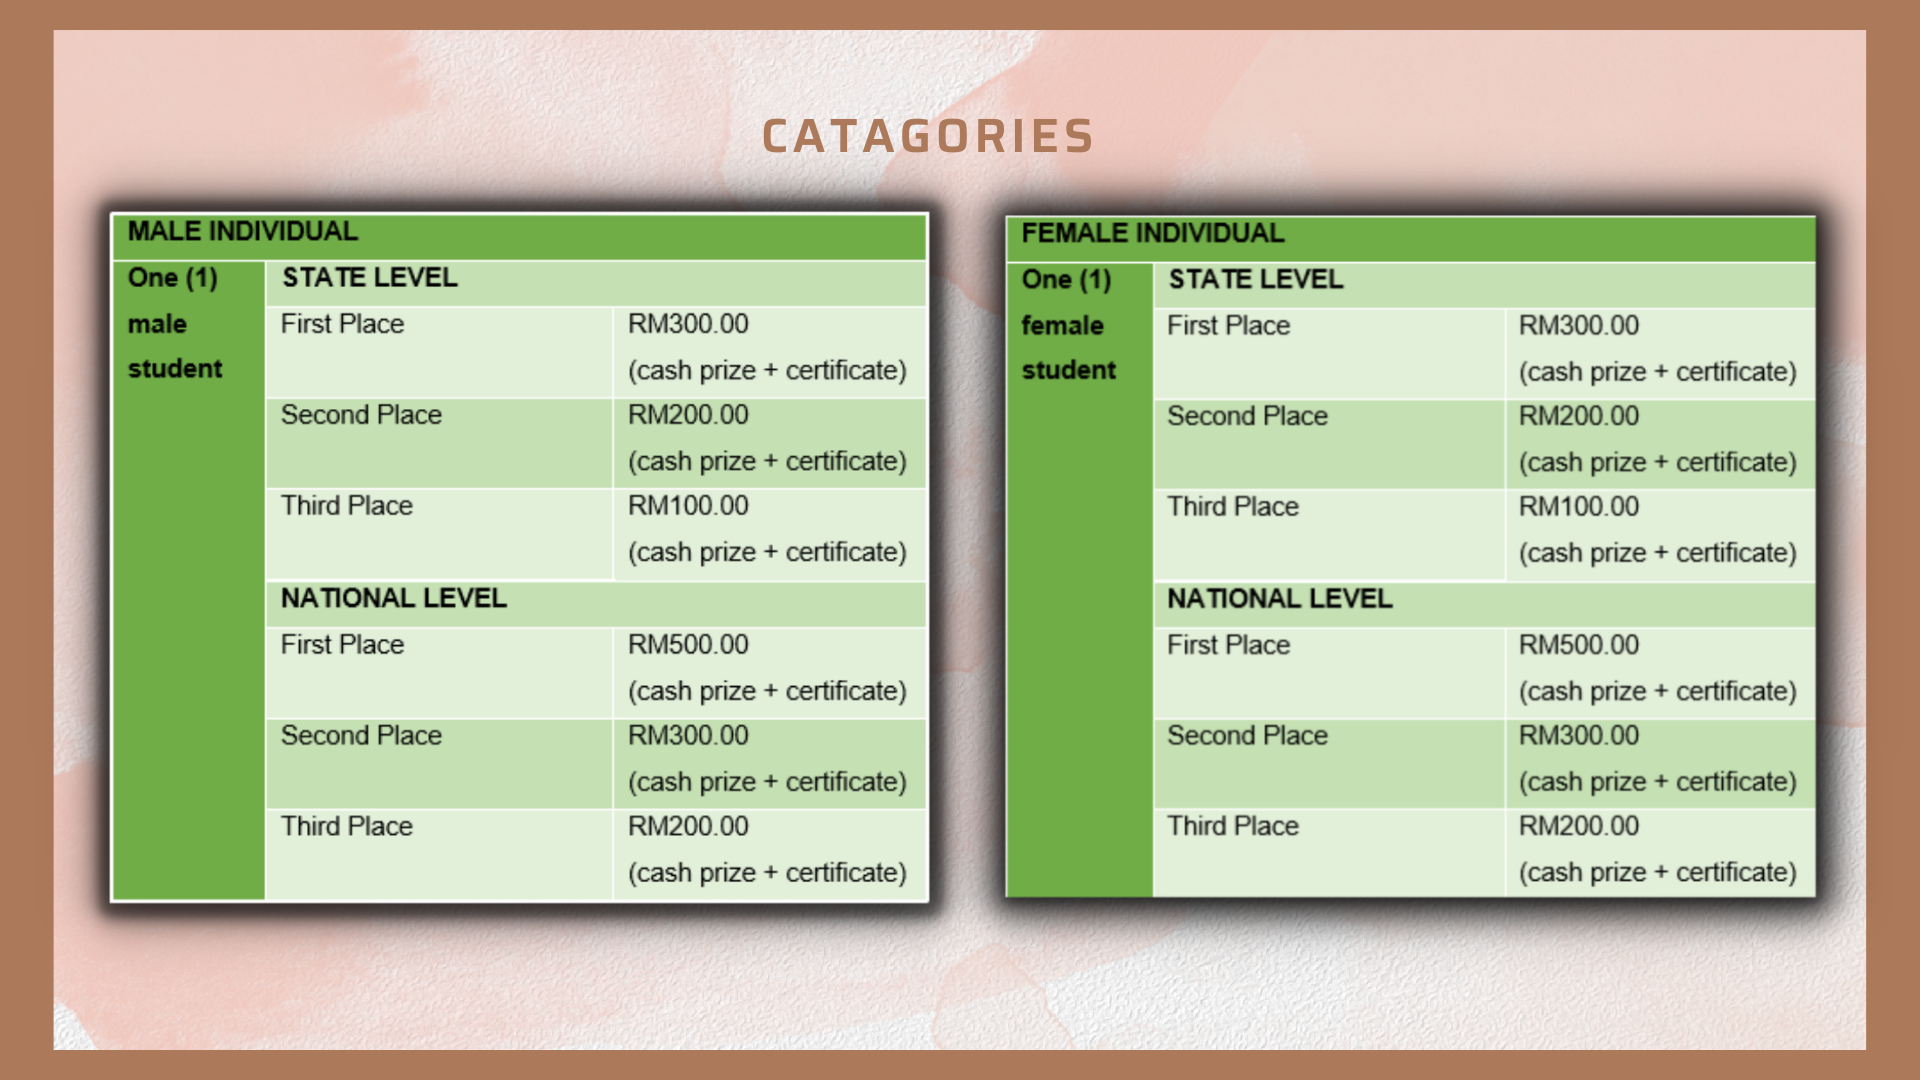 CATAGORIES
MALE INDIVIDUAL
One (1)
male
student
STATE LEVEL
First Place
RM300.00
(cash prize + certificate)
Second Place
RM200.00
(cash prize + certificate)
Third Place
RM100.00
(cash prize + certificate)
NATIONAL LEVEL
First Place
RM500.00
(cash prize + certificate)
Second Place
RM300.00
(cash prize + certificate)
Third Place
RM200.00
(cash prize + certificate)
FEMALE INDIVIDUAL
One (1)
female
student
STATE LEVEL
First Place
RM300.00
(cash prize + certificate)
Second Place
RM200.00
(cash prize + certificate)
Third Place
RM100.00
(cash prize + certificate)
NATIONAL LEVEL
First Place
RM500.00
(cash prize + certificate)
Second Place
RM300.00
(cash prize + certificate)
Third Place
RM200.00
(cash prize + certificate)